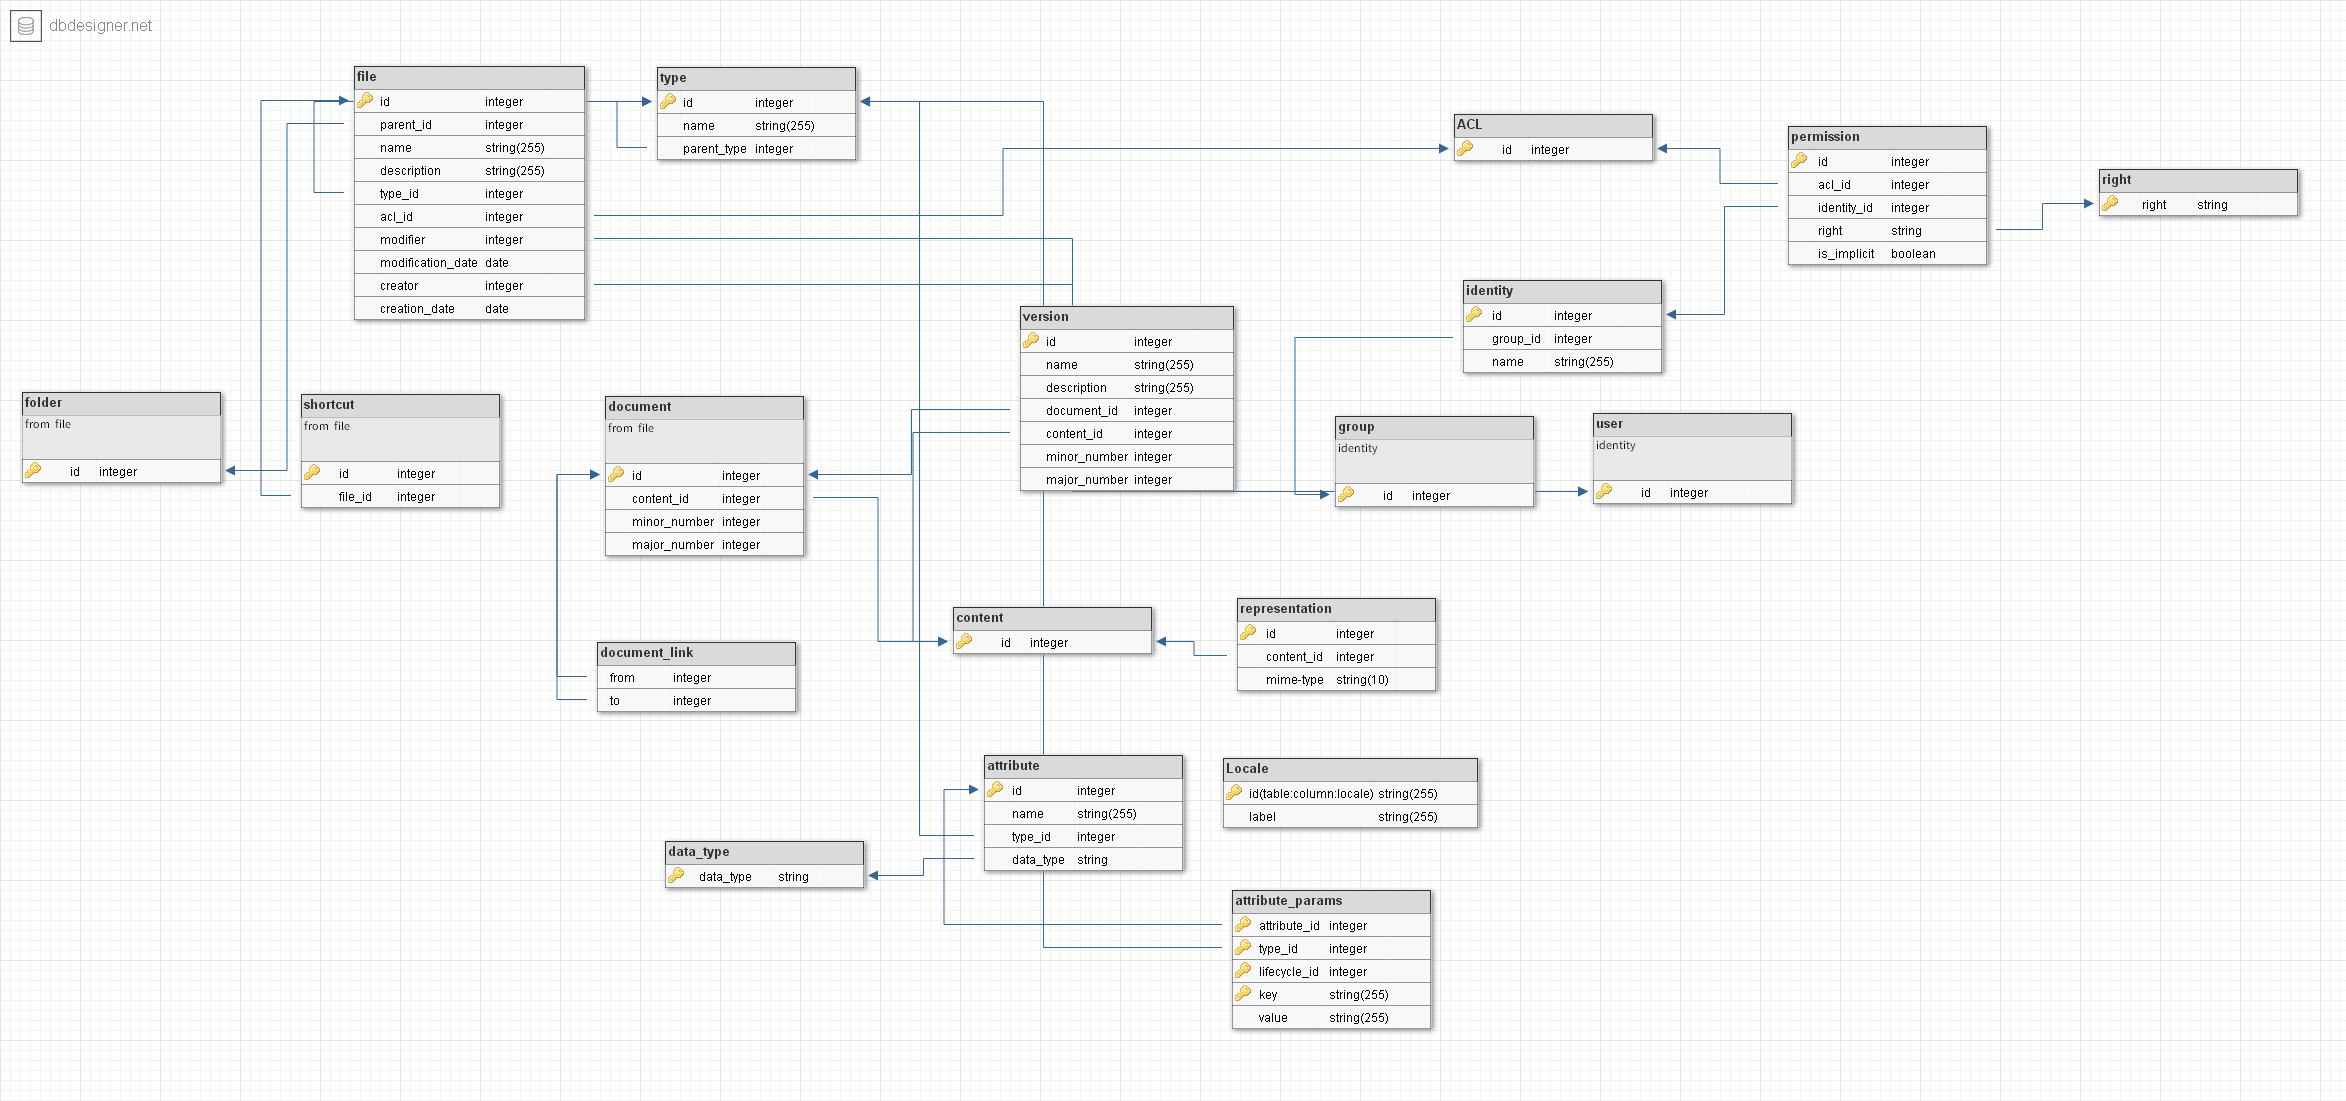 dbdesigner.net
file
id integer
parent_id integer
name string(255)
description string(255)
type_id integer
acl_id integer
modifier integer
modification_date date
creator integer
creation_date date
type
id integer
name string(255)
parent_type integer
ACL
id integer
permission
id integer
acl_id integer
identity_id integer
right string
is_implicit boolean
right
right string
identity
id integer
group_id integer
name string(255)
version
id integer
name string(255)
description string(255)
document_id integer
content_id integer
minor_number integer
major_number integer
folder
from file
id integer
shortcut
from file
id integer
file_id integer
document
from file
id integer
content_id integer
minor_number integer
major_number integer
group
identity
id integer
user
identity
id integer
content
id integer
representation
id integer
content_id integer
mime-type string(10)
document_link
from integer
to integer
attribute
id integer
name string(255)
type_id integer
data_type string
Locale
id(table:column:locale) string(255)
label string(255)
data_type
data_type string
attribute_params
attribute_id integer
type_id integer
lifecycle_id integer
key string(255)
value string(255)